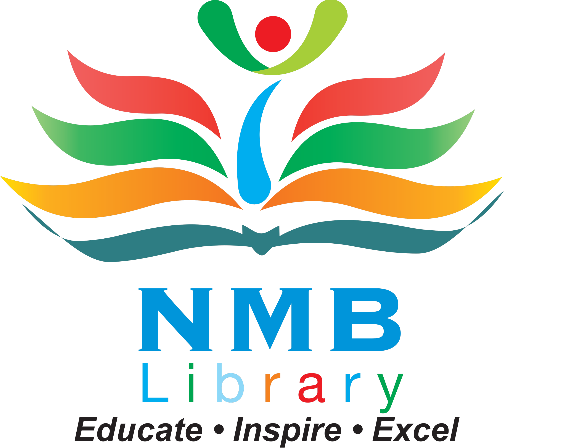 NMB
Library
Educate • Inspire • Excel